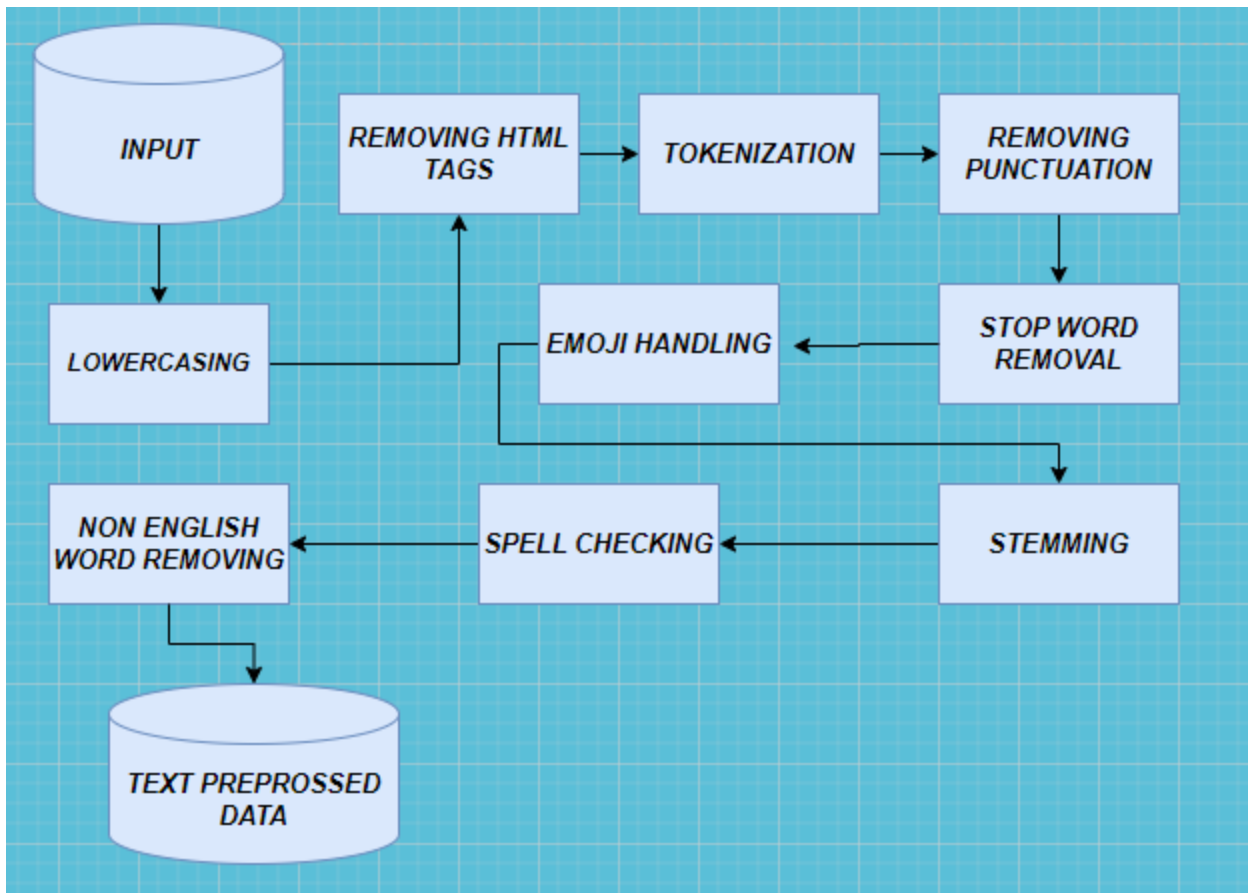 INPUT
LOWERCASING
REMOVING HTML
TAGS
TOKENIZATION
REMOVING
PUNCTUATION
STOP WORD
REMOVAL
EMOJI HANDLING
STEMMING
SPELL CHECKING
NON ENGLISH
WORD REMOVING
TEXT PREPROSSED
DATA